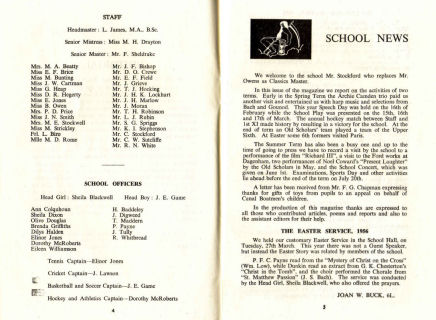 STAFF
Headmaster: L. James, M.A., B.Sc.
Senior Mistress: Miss M. H. Drayton
Senior Master: Mr. P. Sheldrake
Mrs. M. A. Beatty
Miss E. F. Brice
Miss M. Bunting
Miss J. W. Cartman
Miss G. Heap
Miss D. R. Hegerty
Miss E. Jones
Miss R. Owen
Mrs. P. D. Price
Miss J. N. Smith
Mrs. M. E. Stockwell
Miss M. Strickley
Frl. L. Biro
Mlle M. D. Rome
Mr. J. F. Bishop
Mr. D. O. Crowe
Mr. E. F. Field
Mr. J. Grieve
Mr. T. J. Hocking
Mr. J. H. K. Lockhurt
Mr. J. H. Marlow
Mr. J. Moran
Mr. T. H. Robinson
Mr. L. J. Rubin
Mr. S. O. Spriggs
Mr. K. I. Stephenson
Mr. C. Stockford
Mr. C. W. Sutcliffe
Mr. R. N. White
SCHOOL OFFICERS
Head Girl: Sheila Blackwell Head Boy: J. E. Game
Ann Colquhoun
Sheila Dixon
Olive Douglas
Brenda Griffiths
Dilys Halden
Elinor Jones
Dorothy McRoberts
Eileen Williamson
H. Baddeley
J. Digweed
T. Maddern
P. Payne
J. Tully
R. Whitbread
Tennis Captain—Elinor Jones
Cricket Captain—J. Lawson
Basketball and Soccer Captain—J. E. Game
Hockey and Athletics Captain—Dorothy McRoberts
4
SCHOOL NEWS
We welcome to the school Mr. Stockford who replaces Mr.
Owens as Classics Master.
In this issue of the magazine we report on the activities of two
terms. Early in the Spring Term the Archie Camden trio paid us
another visit and entertained us with harp music and selections from
Bach and Gounod. This year Speech Day was held on the 16th of
February while the School Play was presented on the 15th, 16th
and 17th of March. The annual hockey match between Staff and
1st XI made history by resulting in a victory for the school. At the
end of term an Old Scholars' team played a team of the Upper
Sixth. At Easter some 6th formers visited Paris.
The Summer Term has also been a busy one and up to the
time of going to press we have to record a visit by the school to a
performance of the film "Richard III", a visit to the Ford works at
Dagenham, two performances of Noel Coward's "Present Laughter"
by the Old Scholars in May, and the School Concert, which was
given on June 1st. Examinations, Sports Day and other activities
lie ahead before the end of term on July 20th.
A letter has been received from Mr. F. G. Chapman expressing
thanks for gifts of toys from pupils to an appeal on behalf of
Canal Boatmen's children.
In the production of this magazine thanks are expressed to
all those who contributed articles, poems and reports and also to
the assistant editors for their help.
THE EASTER SERVICE, 1956
We held our customary Easter Service in the School Hall, on
Tuesday, 27th March. This year there was not a Guest Speaker,
but instead the Easter Story was related by members of the school.
P. F. C. Payne read from the "Mystery of Christ on the Cross"
(Wm. Low), while Dunkin read an extract from G. K. Chesterton's
"Christ in the Tomb", and the choir performed the Chorale from
"St. Matthew Passion" (J. S. Bach). The service was conducted
by the Head Girl, Sheila Blackwell, who also offered the prayers.
JOAN W. BUCK, 6L.
5